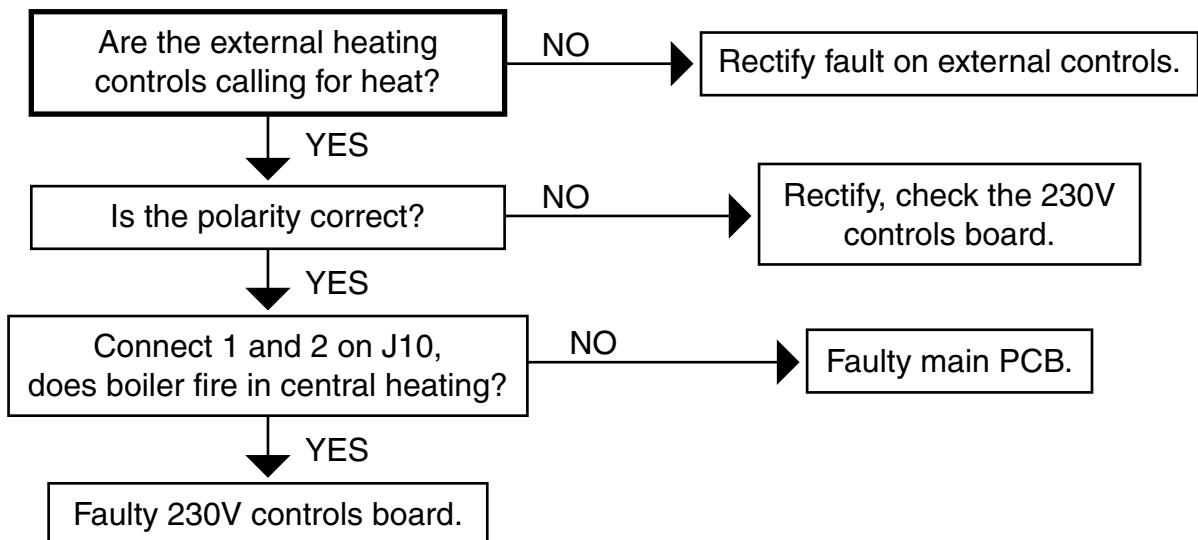 Are the external heating
controls calling for heat?
NO
Rectify fault on external controls.
YES
Is the polarity correct?
NO
Rectify, check the 230V
controls board.
YES
Connect 1 and 2 on J10,
does boiler fire in central heating?
NO
Faulty main PCB.
YES
Faulty 230V controls board.